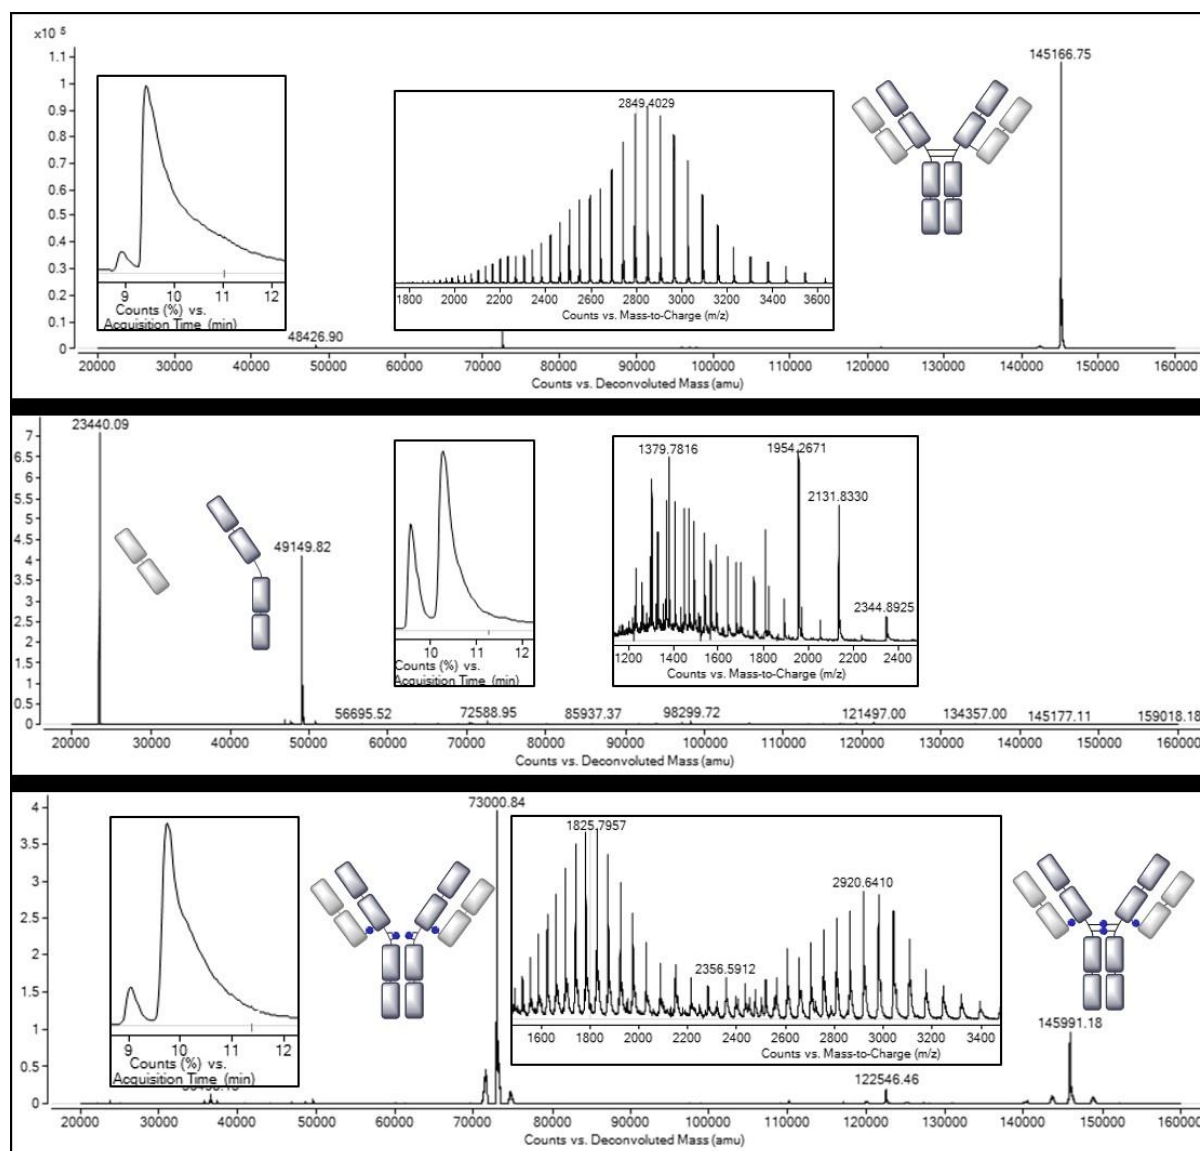 x10 5
1.1
1
0.9
0.8
0.7
0.6
0.5
0.4
0.3
0.2
0.1
0
145166.75
2849.4029
48426.90
9 10 11 12
Counts (%) vs.
Acquisition Time (min)
1800 2000 2200 2400 2600 2800 3000 3200 3400 3600
Counts vs. Mass-to-Charge (m/z)
20000 30000 40000 50000 60000 70000 80000 90000 100000 110000 120000 130000 140000 150000 160000
Counts vs. Deconvoluted Mass (amu)
7
6.5
6
5.5
5
4.5
4
3.5
3
2.5
2
1.5
1
0.5
0
23440.09
49149.82
1379.7816
1954.2671
2131.8330
2344.8925
10 11 12
Counts (%) vs.
Acquisition Time (min)
1200 1400 1600 1800 2000 2200 2400
Counts vs. Mass-to-Charge (m/z)
56695.52 72588.95 85937.37 98299.72 121497.00 134357.00 145177.11 159018.18
20000 30000 40000 50000 60000 70000 80000 90000 100000 110000 120000 130000 140000 150000 160000
Counts vs. Deconvoluted Mass (amu)
4
3.5
3
2.5
2
1.5
1
0.5
0
73000.84
1825.7957
2920.6410
2356.5912
9 10 11 12
Counts (%) vs.
Acquisition Time (min)
1600 1800 2000 2200 2400 2600 2800 3000 3200 3400
Counts vs. Mass-to-Charge (m/z)
145991.18
122546.46
20000 30000 40000 50000 60000 70000 80000 90000 100000 110000 120000 130000 140000 150000 160000
Counts vs. Deconvoluted Mass (amu)